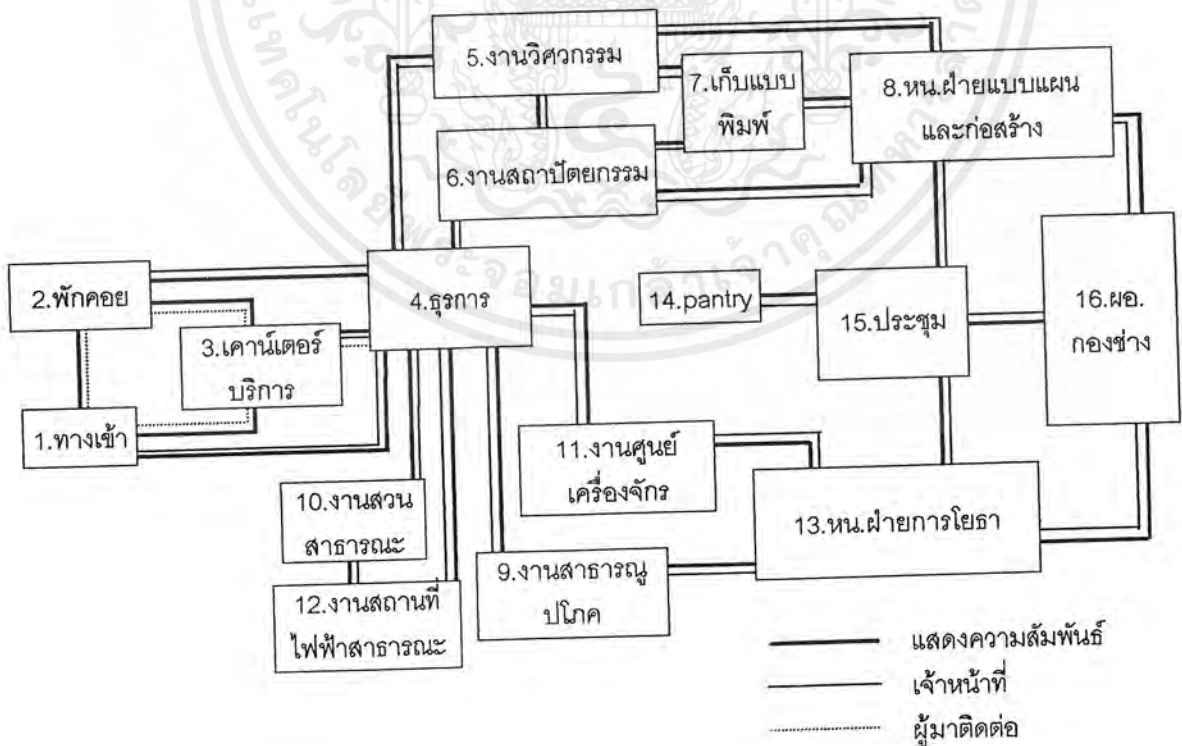 5.งานวิศวกรรม
7.เก็บแบบ
พิมพ์
8.หน.ฝ่ายแบบแผน
และก่อสร้าง
6.งานสถาปัตยกรรม
2.พักคอย
4.ธุรการ
14.pantry
15.ประชุม
16.ผอ.
กองช่าง
3.เคาน์เตอร์
บริการ
1.ทางเข้า
11.งานศูนย์
เครื่องจักร
10.งานสวน
สาธารณะ
13.หน.ฝ่ายการโยธา
9.งานสาธารณู
ปโภค
12.งานสถานที่
ไฟฟ้าสาธารณะ
แสดงความสัมพันธ์
เจ้าหน้าที่
ผู้มาติดต่อ